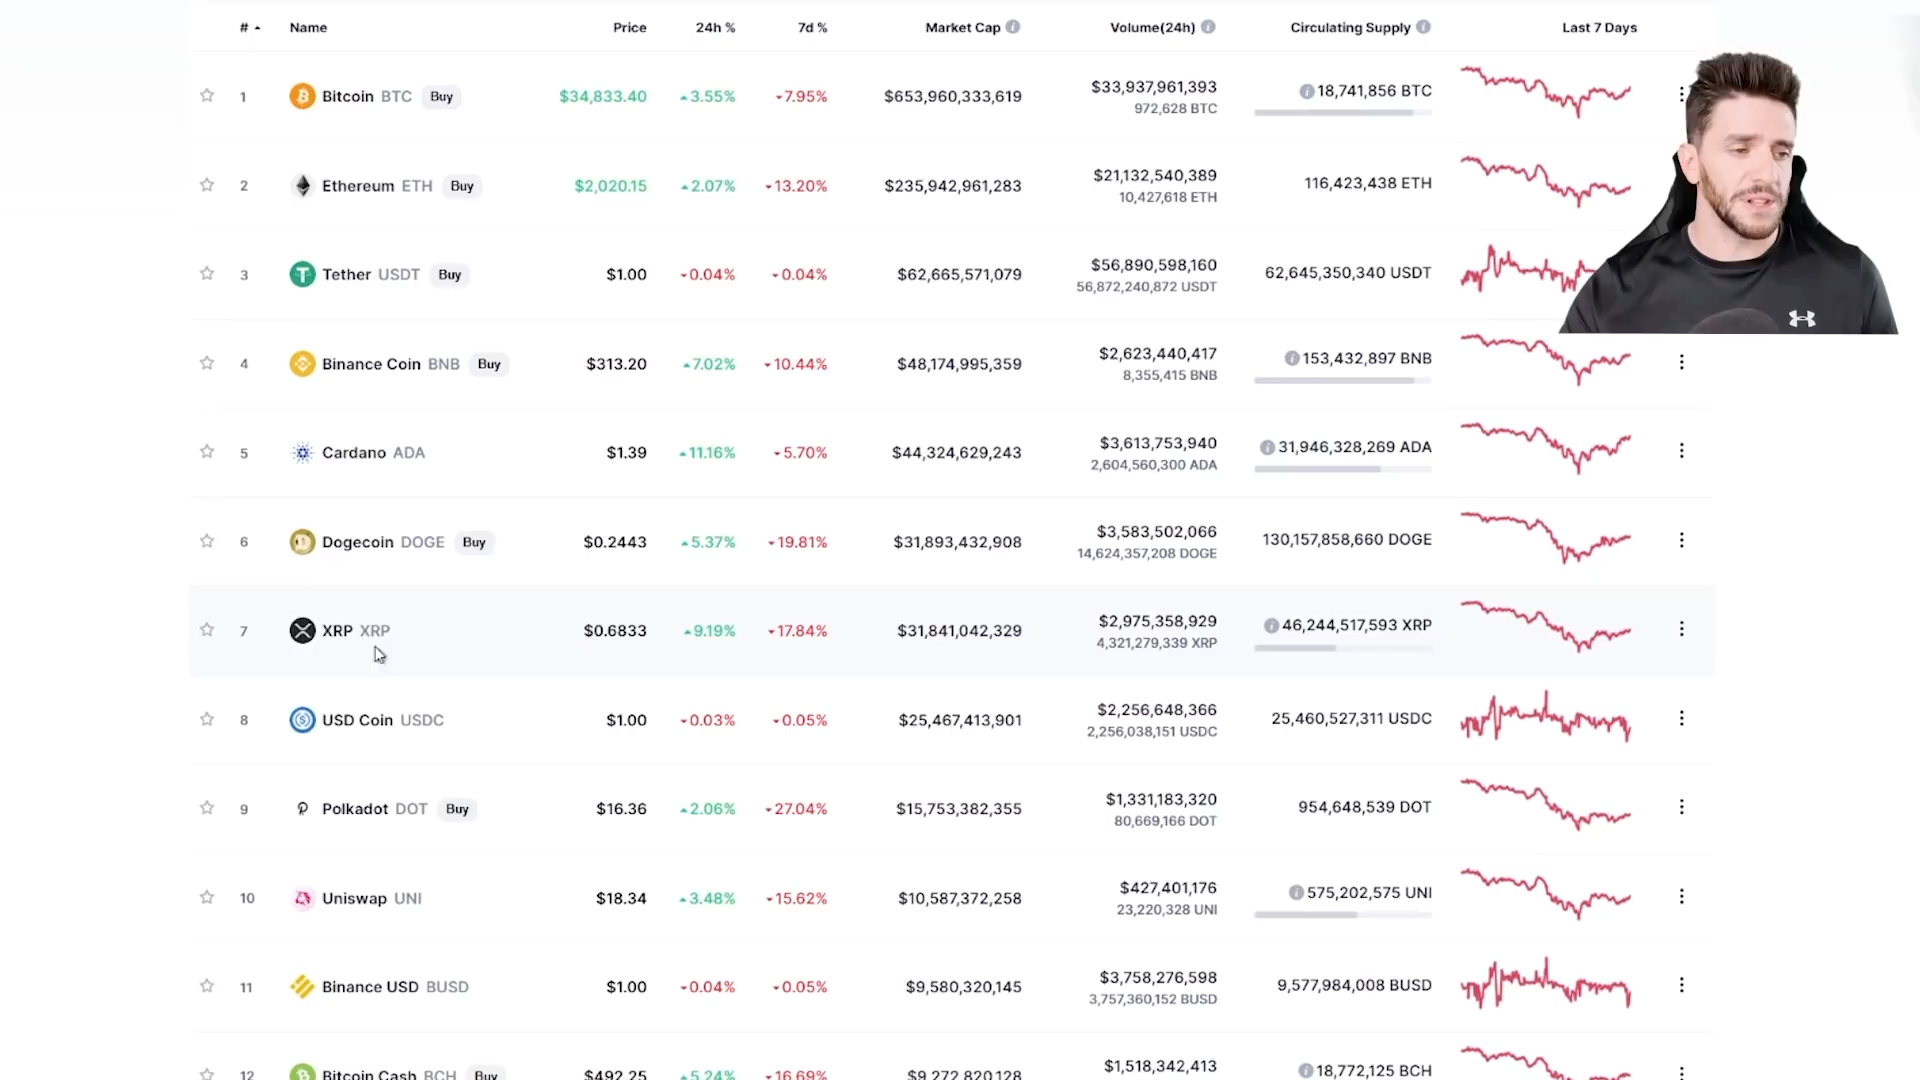 # Name Price 24h % 7d % Market Cap Volume(24h) Circulating Supply Last 7 Days
1 Bitcoin BTC Buy $34,833.40 3.55% 7.95% $653,960,333,619 $33,937,961,393 18,741,856 BTC
972,628 BTC
2 Ethereum ETH Buy $2,020.15 2.07% 13.20% $235,942,961,283 $21,132,540,389 116,423,438 ETH
10,427,618 ETH
3 Tether USDT Buy $1.00 0.04% 0.04% $62,665,571,079 $56,890,598,160 62,645,350,340 USDT
56,872,240,872 USDT
4 Binance Coin BNB Buy $313.20 7.02% 10.44% $48,174,995,359 $2,623,440,417 153,432,897 BNB
8,355,415 BNB
5 Cardano ADA $1.39 11.16% 5.70% $44,324,629,243 $3,613,753,940 31,946,328,269 ADA
2,604,560,300 ADA
6 Dogecoin DOGE Buy $0.2443 5.37% 19.81% $31,893,432,908 $3,583,502,066 130,157,858,660 DOGE
14,624,357,208 DOGE
7 XRP XRP $0.6833 9.19% 17.84% $31,841,042,329 $2,975,358,929 46,244,517,593 XRP
4,321,279,339 XRP
8 USD Coin USDC $1.00 0.03% 0.05% $25,467,413,901 $2,256,648,366 25,460,527,311 USDC
2,256,038,151 USDC
9 Polkadot DOT Buy $16.36 2.06% 27.04% $15,753,382,355 $1,331,183,320 954,648,539 DOT
80,669,166 DOT
10 Uniswap UNI $18.34 3.48% 15.62% $10,587,372,258 $427,401,176 575,202,575 UNI
23,220,328 UNI
11 Binance USD BUSD $1.00 0.04% 0.05% $9,580,320,145 $3,758,276,598 9,577,984,008 BUSD
3,757,360,152 BUSD
12 Bitcoin Cash BCH Buy $492.25 5.24% 16.69% $9,272,820,128 $1,518,342,413 18,772,125 BCH